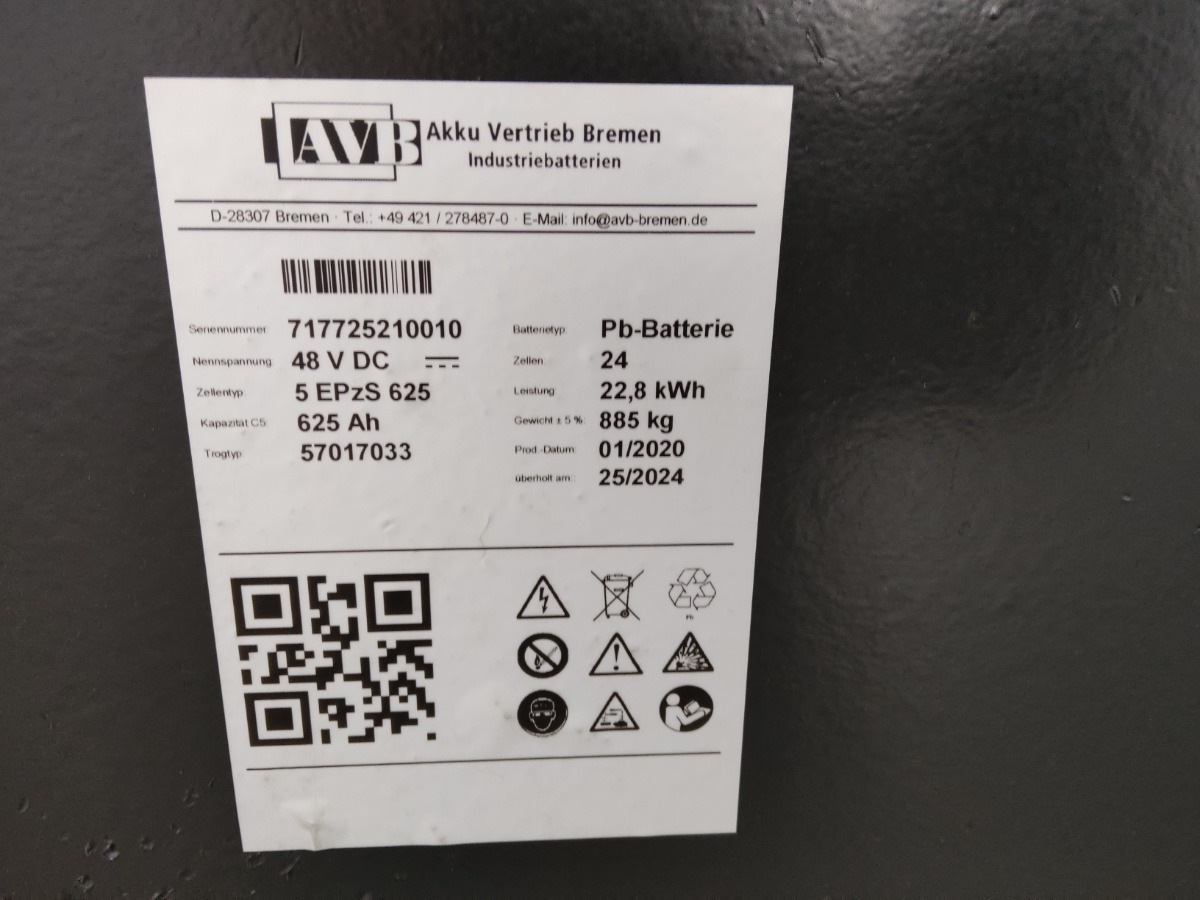 AVB Akku Vertrieb Bremen
Industriebatterien
D-28307 Bremen · Tel.: +49 421 / 278487-0 · E-Mail: info@avb-bremen.de
Seriennummer: 717725210010 Batterietyp: Pb-Batterie
Nennspannung: 48 V DC Zellen: 24
Zellentyp: 5 EPzS 625 Leistung: 22,8 kWh
Kapazität C5: 625 Ah Gewicht ± 5 %: 885 kg
Trogtyp 57017033 Prod.-Datum: 01/2020
überholt am: 25/2024
Pb